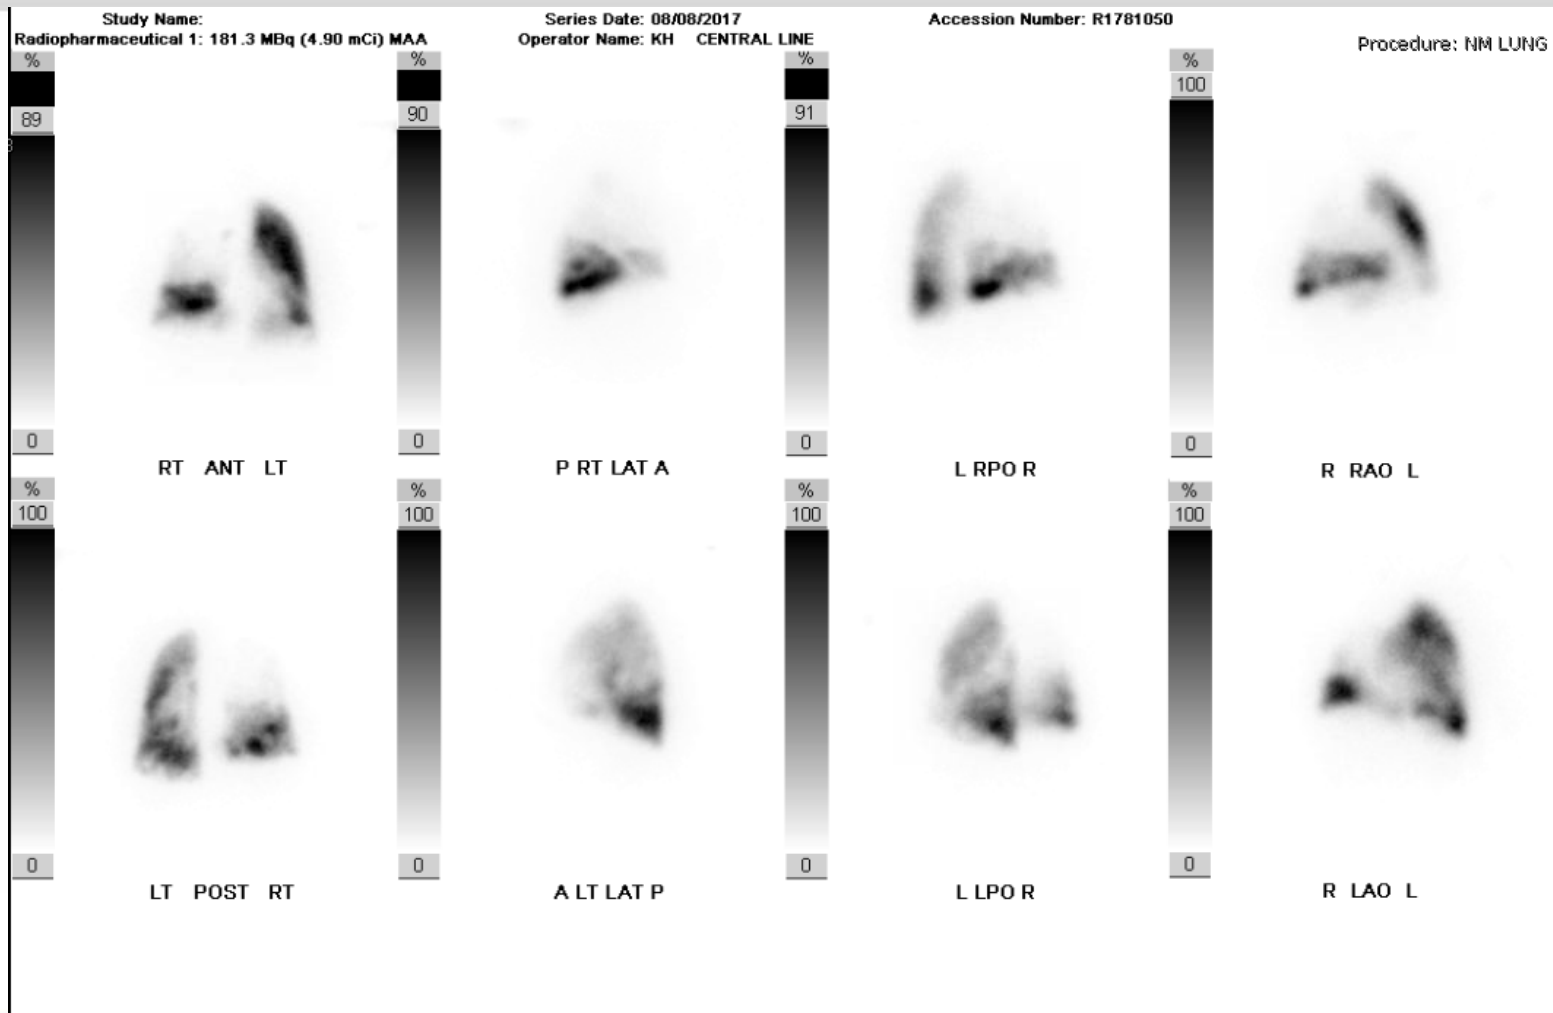 Study Name:
Series Date: 08/08/2017
Accession Number: R1781050
Radiopharmaceutical 1: 181.3 MBq (4.90 mCi) MAA
Operator Name: KH CENTRAL LINE
Procedure: NM LUNG
% % % %
89 90 91 100
3
0 0 0 0
RT ANT LT
P RT LAT A
L RPO R
R RAO L
% % % %
100 100 100 100
0 0 0 0
LT POST RT
A LT LAT P
L LPO R
R LAO L